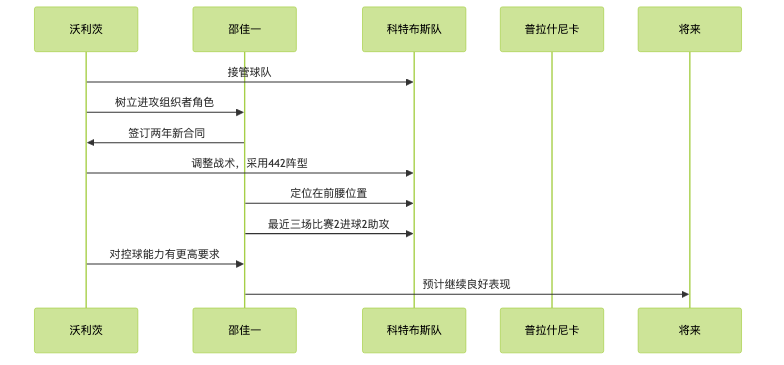 沃利茨
邵佳一
科特布斯队
普拉什尼卡
将来
接管球队
树立进攻组织者角色
签订两年新合同
调整战术，采用442阵型
定位在前腰位置
最近三场比赛2进球2助攻
对控球能力有更高要求
预计继续良好表现
沃利茨
邵佳一
科特布斯队
普拉什尼卡
将来